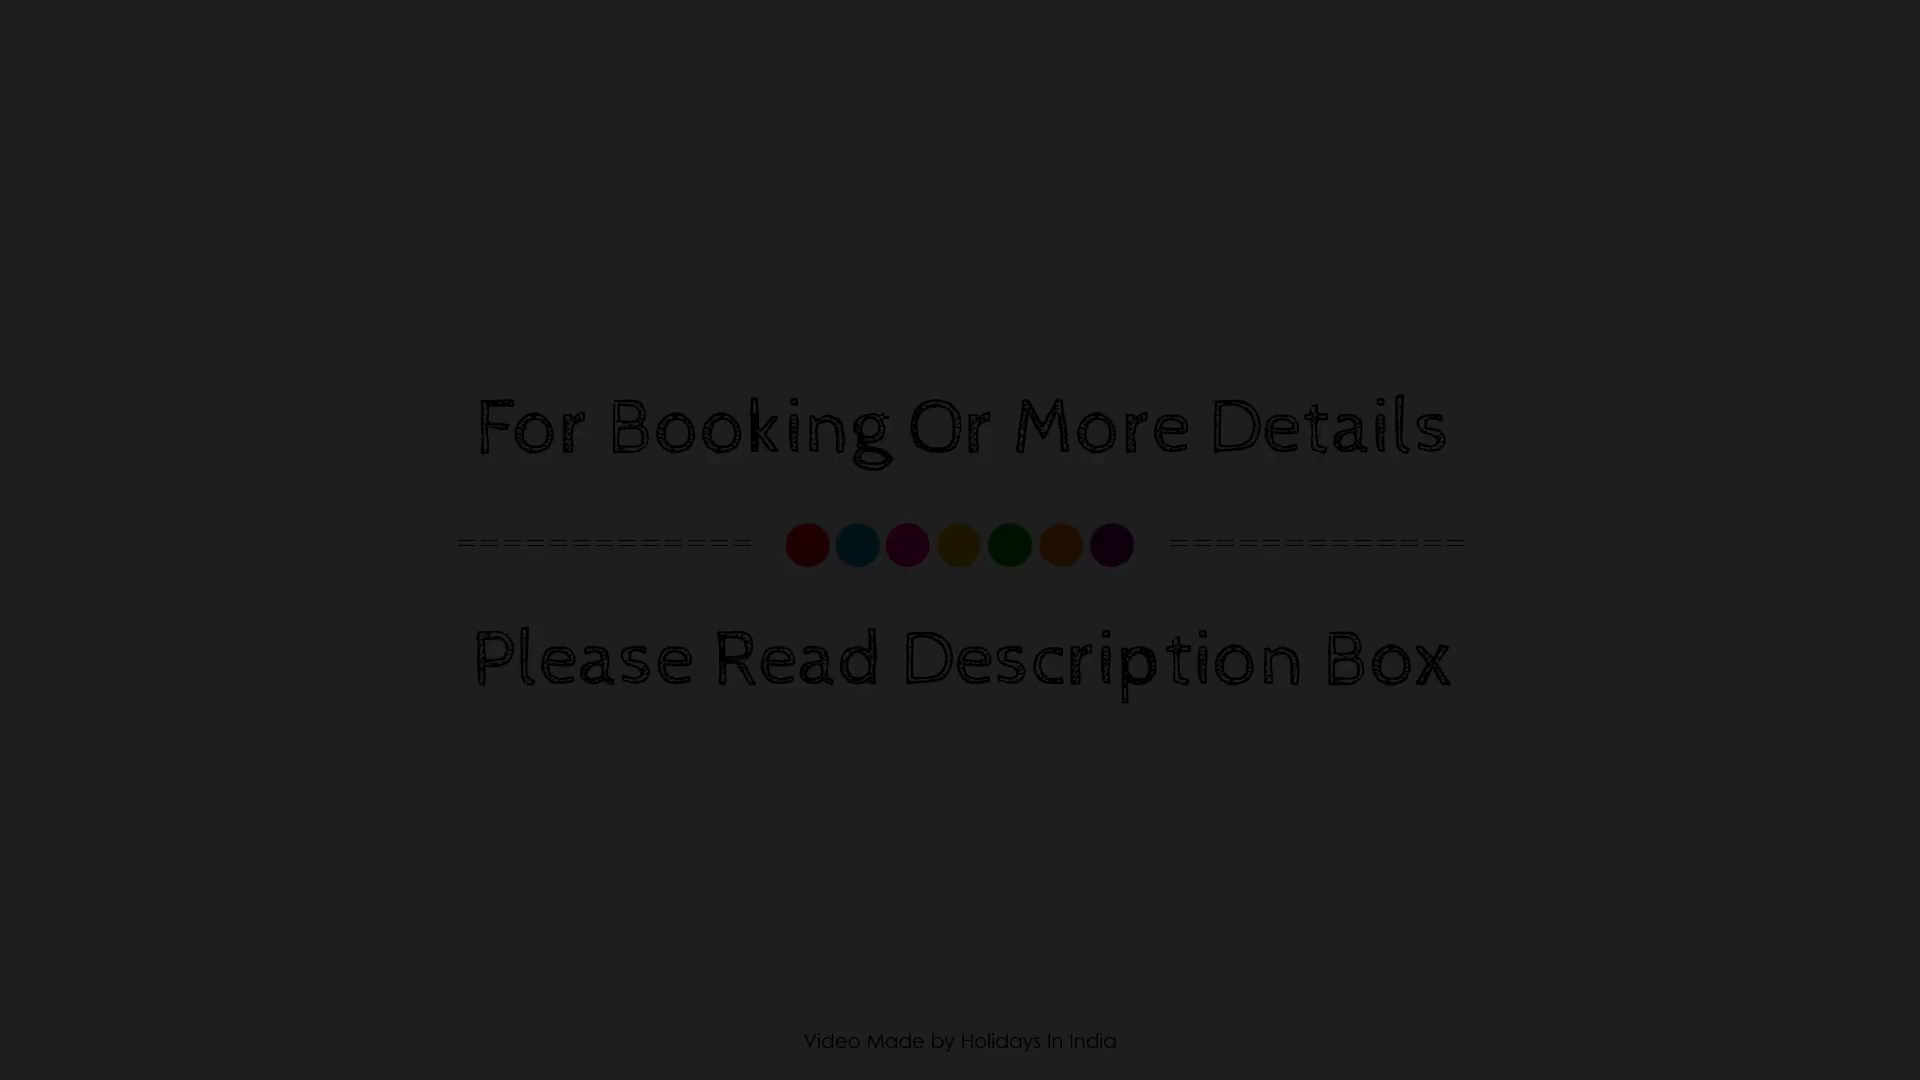 For Booking Or More Details
============= =============
Please Read Description Box
Video Made by Holidays In India